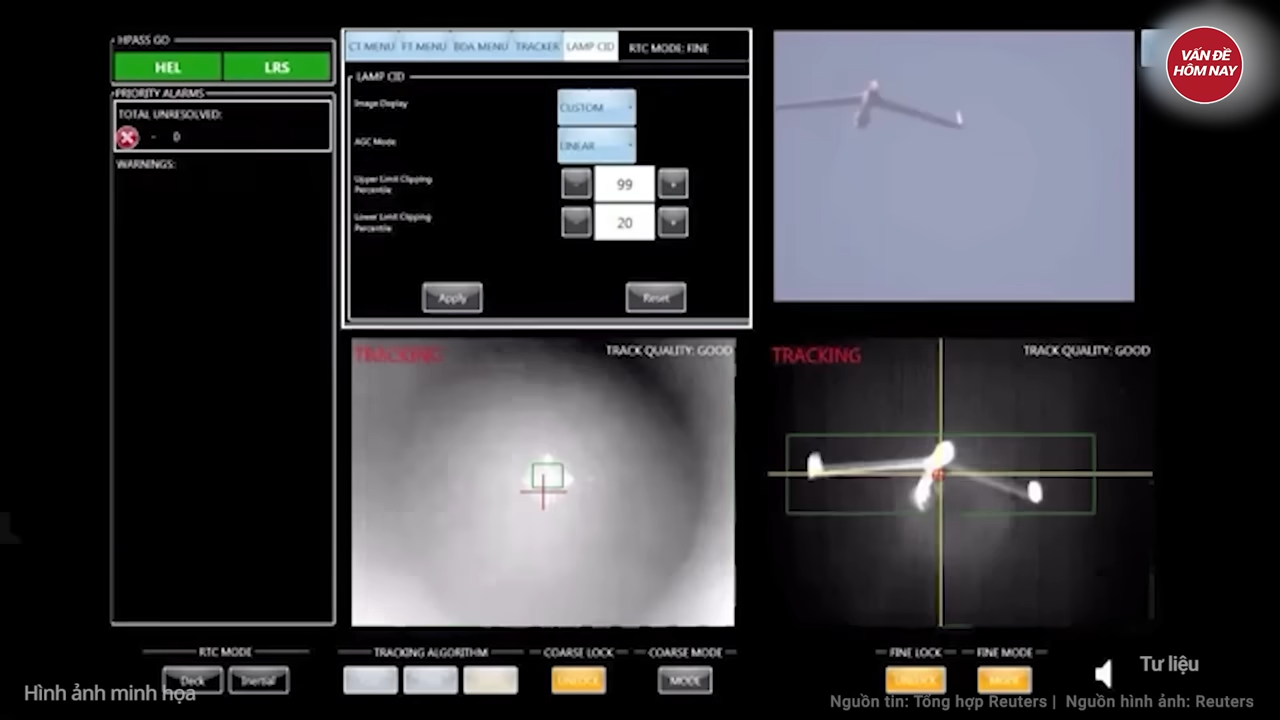 HPASS GO
HEL
LRS
PRIORITY ALARMS
TOTAL UNRESOLVED:
- 0
WARNINGS:
CT MENU
FT MENU
BDA MENU
TRACKER
LAMP CID
RTC MODE: FINE
LAMP CID
Image Display
CUSTOM
AGC Mode
LINEAR
Upper Limit Clipping
Percentile
99
Lower Limit Clipping
Percentile
20
Apply
Reset
VẤN ĐỀ
HÔM NAY
TRACKING
TRACK QUALITY: GOOD
TRACKING
TRACK QUALITY: GOOD
RTC MODE
Deck
Inertial
TRACKING ALGORITHM
COARSE LOCK
UNLOCK
COARSE MODE
MODE
FINE LOCK
UNLOCK
FINE MODE
MODE
Tư liệu
Hình ảnh minh họa
Nguồn tin: Tổng hợp Reuters | Nguồn hình ảnh: Reuters